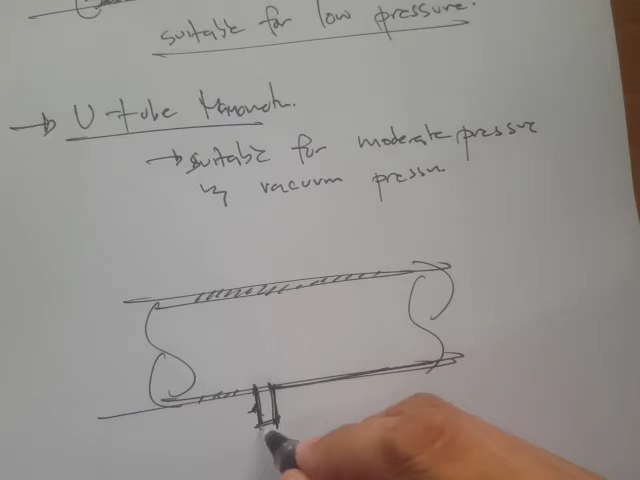 suitable for low pressure.
→ U-tube Manometer.
→ suitable for moderate pressure
↳ vacuum pressure